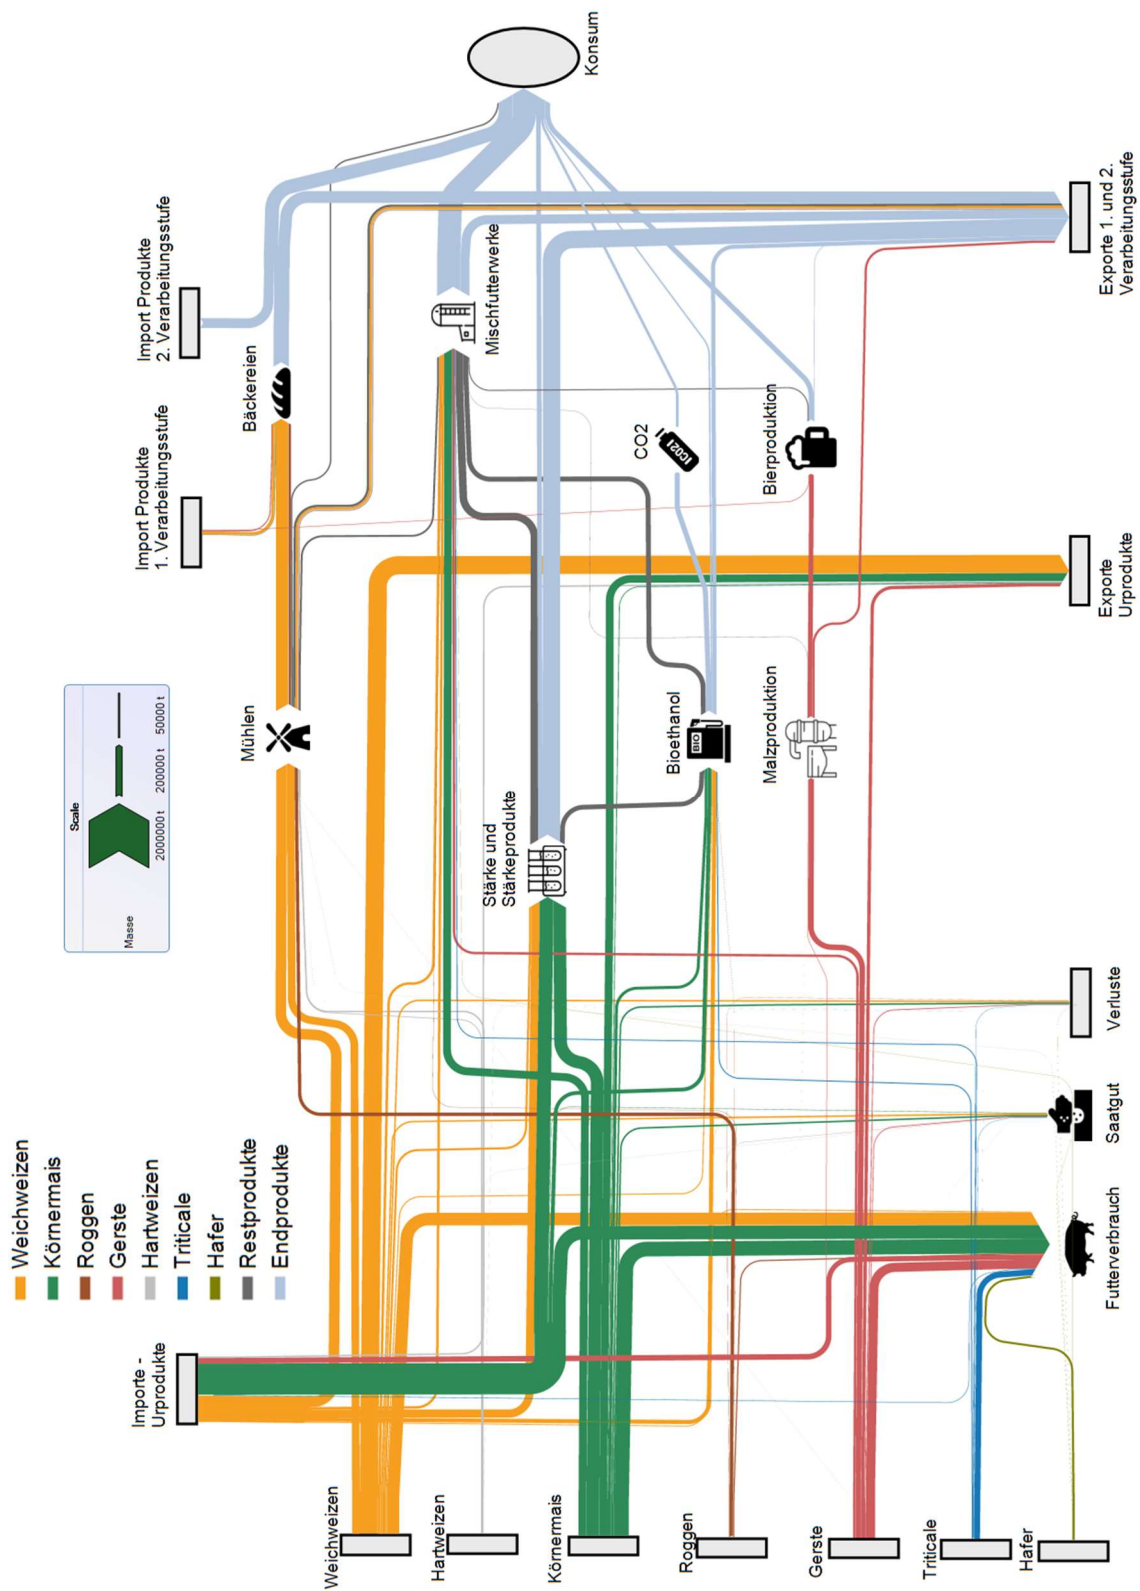 Weichweizen
Körnermais
Roggen
Gerste
Hartweizen
Triticale
Hafer
Restprodukte
Endprodukte
Scale
Masse
2000000 t
200000 t
50000 t
Importe -
Urprodukte
Import Produkte
1. Verarbeitungsstufe
Import Produkte
2. Verarbeitungsstufe
Mühlen
Bäckereien
Weichweizen
Hartweizen
Körnermais
Roggen
Gerste
Triticale
Hafer
Stärke und
Stärkeprodukte
Mischfutterwerke
Konsum
Bioethanol
BIO
CO2
[CO2]
Malzproduktion
Bierproduktion
Futterverbrauch
Saatgut
Verluste
Exporte
Urprodukte
Exporte 1. und 2.
Verarbeitungsstufe